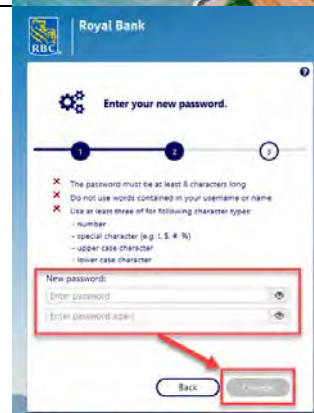 Royal Bank
RBC
Enter your new password.
1 2 3
The password must be at least 8 characters long
Do not use words contained in your username or name
Use at least three of for following character types:
- number
- special character (e.g. !, $, #, %)
- upper case character
- lower case character
New password:
Enter password
Enter password again
Back
Change